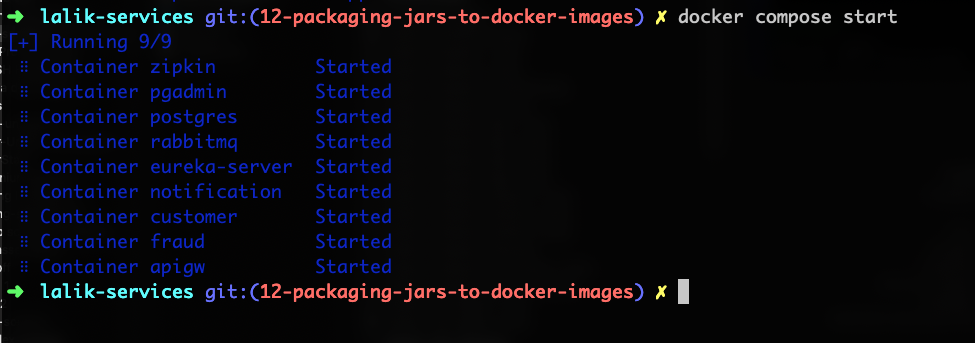 ➜ lalik-services git:(12-packaging-jars-to-docker-images) ✗ docker compose start
[+] Running 9/9
⠿ Container zipkin Started
⠿ Container pgadmin Started
⠿ Container postgres Started
⠿ Container rabbitmq Started
⠿ Container eureka-server Started
⠿ Container notification Started
⠿ Container customer Started
⠿ Container fraud Started
⠿ Container apigw Started
➜ lalik-services git:(12-packaging-jars-to-docker-images) ✗